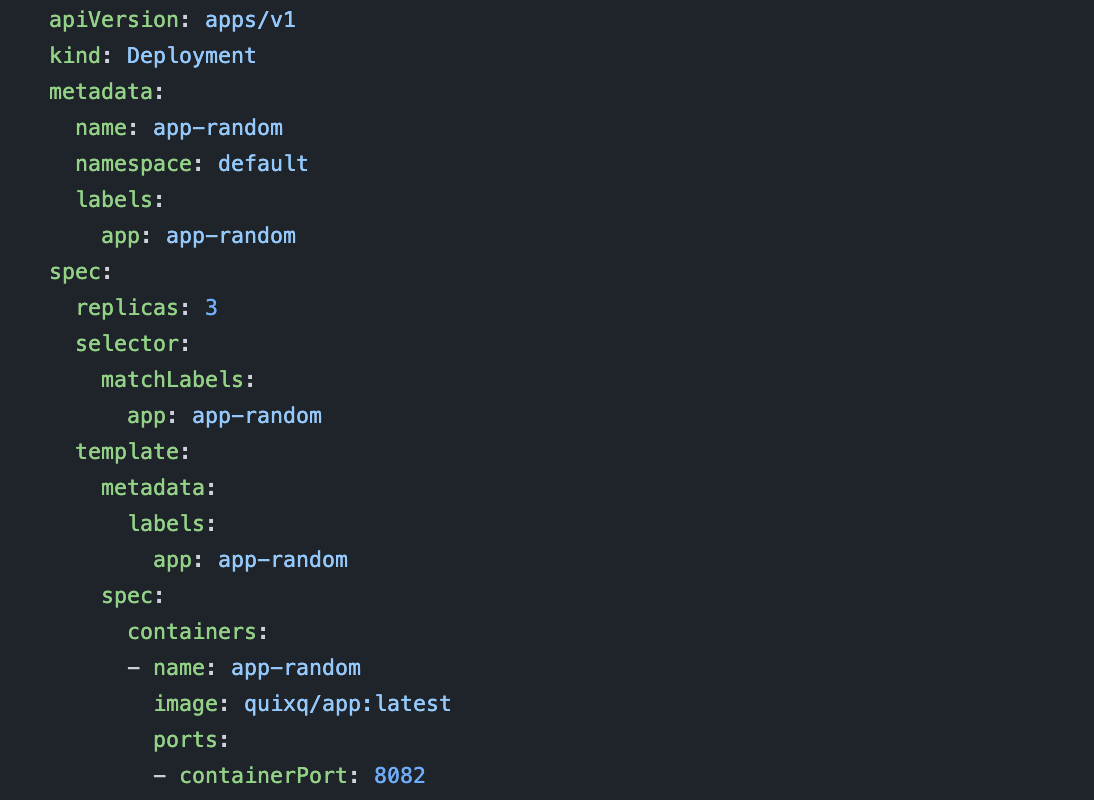 apiVersion: apps/v1
kind: Deployment
metadata:
  name: app-random
  namespace: default
  labels:
    app: app-random
spec:
  replicas: 3
  selector:
    matchLabels:
      app: app-random
  template:
    metadata:
      labels:
        app: app-random
    spec:
      containers:
      - name: app-random
        image: quixq/app:latest
        ports:
        - containerPort: 8082